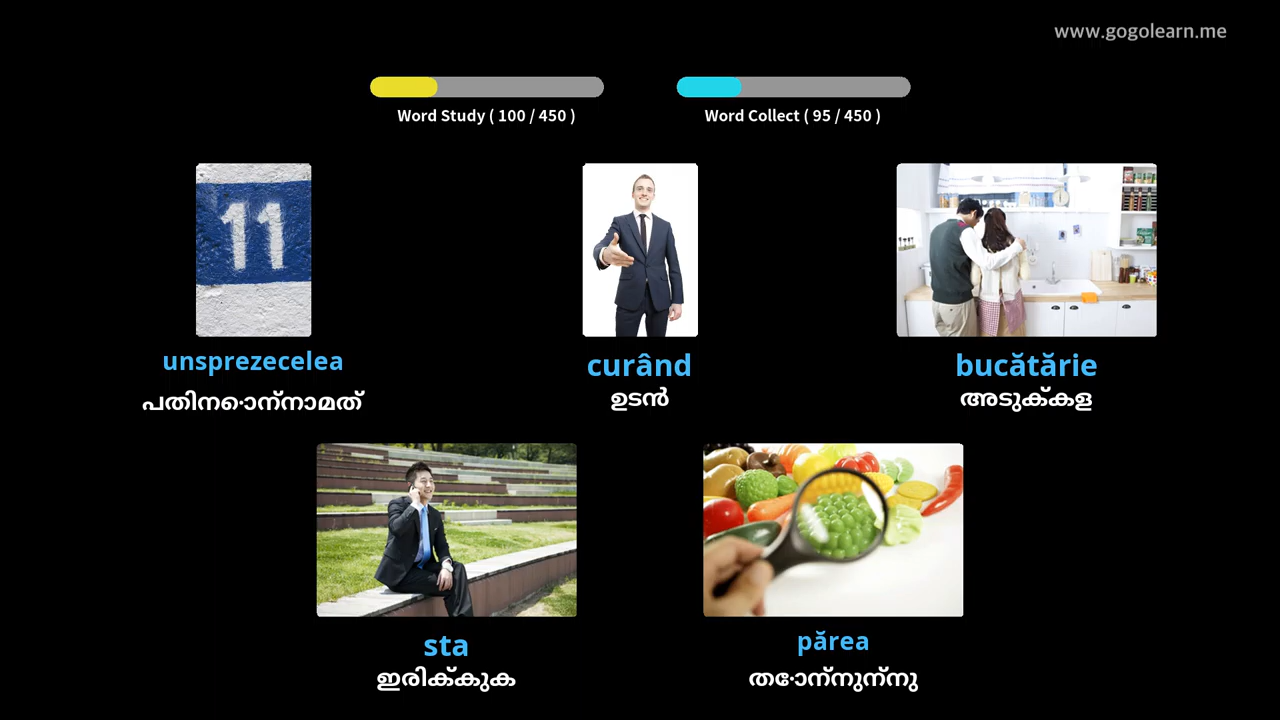 www.gogolearn.me
Word Study ( 100 / 450 )
Word Collect ( 95 / 450 )
11
unsprezecelea
പതിനൊന്നാമത്
curând
ഉടൻ
bucătărie
അടുക്കള
sta
ഇരിക്കുക
părea
തോന്നുന്നു